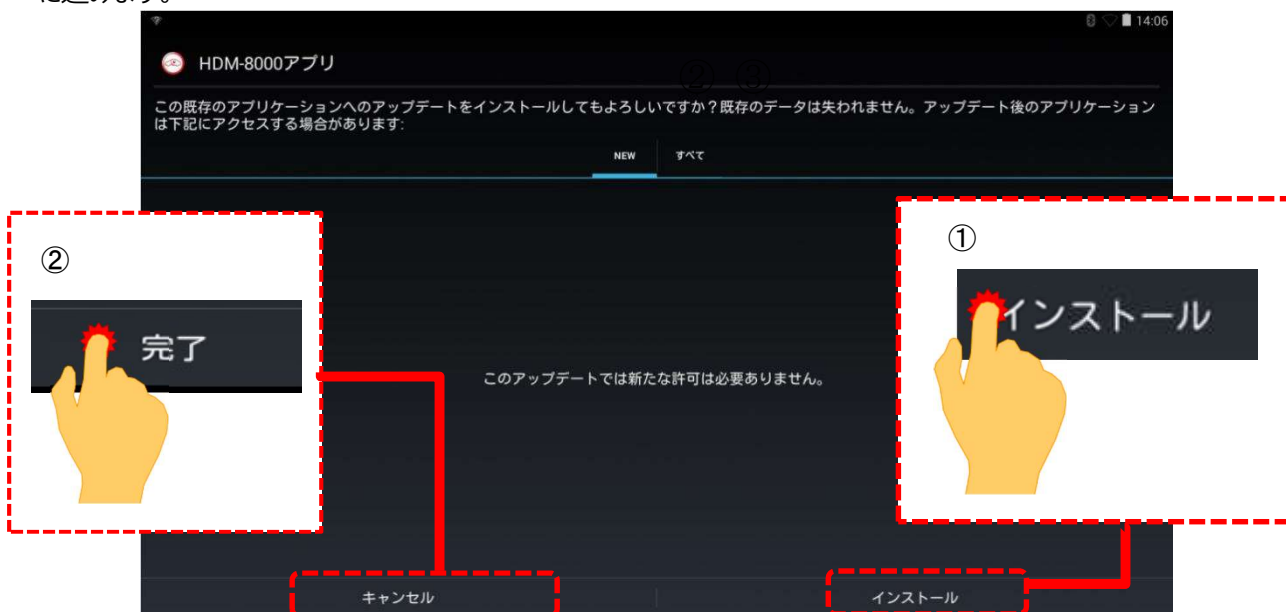 に進みます。
14:06
HDM-8000アプリ
② ③
この既存のアプリケーションへのアップデートをインストールしてもよろしいですか？既存のデータは失われません。アップデート後のアプリケーション
は下記にアクセスする場合があります:
NEW すべて
②
完了
①
インストール
このアップデートでは新たな許可は必要ありません。
キャンセル
インストール